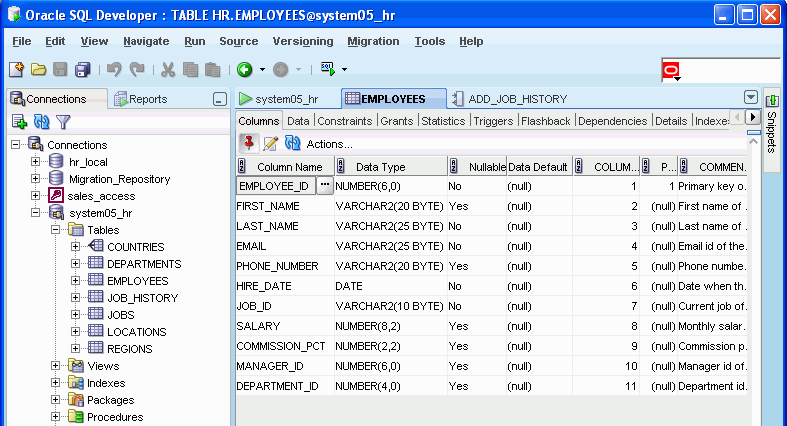 Oracle SQL Developer : TABLE HR.EMPLOYEES@system05_hr
File Edit View Navigate Run Source Versioning Migration Tools Help
Connections Reports
system05_hr EMPLOYEES ADD_JOB_HISTORY
Snippets
Columns Data Constraints Grants Statistics Triggers Flashback Dependencies Details Indexes
Actions...
Connections
hr_local
Migration_Repository
sales_access
system05_hr
Tables
COUNTRIES
DEPARTMENTS
EMPLOYEES
JOB_HISTORY
JOBS
LOCATIONS
REGIONS
Views
Indexes
Packages
Procedures
Column Name Data Type Nullable Data Default COLUM... P... COMMEN...
EMPLOYEE_ID ... NUMBER(6,0) No (null) 1 1 Primary key o...
FIRST_NAME VARCHAR2(20 BYTE) Yes (null) 2 (null) First name of ...
LAST_NAME VARCHAR2(25 BYTE) No (null) 3 (null) Last name of ...
EMAIL VARCHAR2(25 BYTE) No (null) 4 (null) Email id of the...
PHONE_NUMBER VARCHAR2(20 BYTE) Yes (null) 5 (null) Phone numbe...
HIRE_DATE DATE No (null) 6 (null) Date when th...
JOB_ID VARCHAR2(10 BYTE) No (null) 7 (null) Current job of...
SALARY NUMBER(8,2) Yes (null) 8 (null) Monthly salar...
COMMISSION_PCT NUMBER(2,2) Yes (null) 9 (null) Commission p...
MANAGER_ID NUMBER(6,0) Yes (null) 10 (null) Manager id of...
DEPARTMENT_ID NUMBER(4,0) Yes (null) 11 (null) Department id...